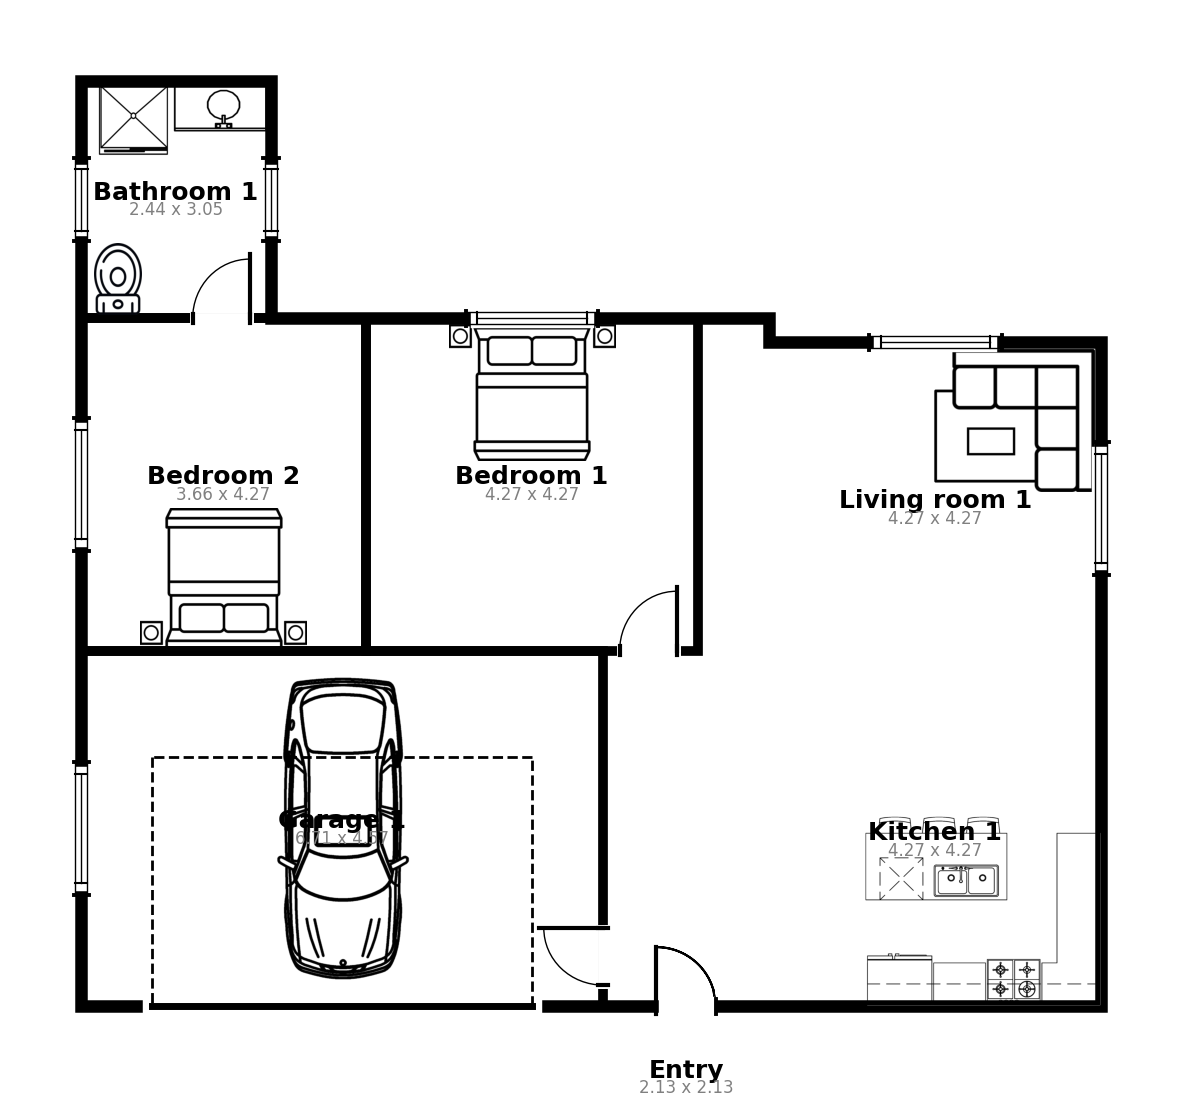 Bathroom 1
2.44 x 3.05
Bedroom 2
3.66 x 4.27
Bedroom 1
4.27 x 4.27
Living room 1
4.27 x 4.27
Garage 1
6.71 x 4.57
Kitchen 1
4.27 x 4.27
Entry
2.13 x 2.13